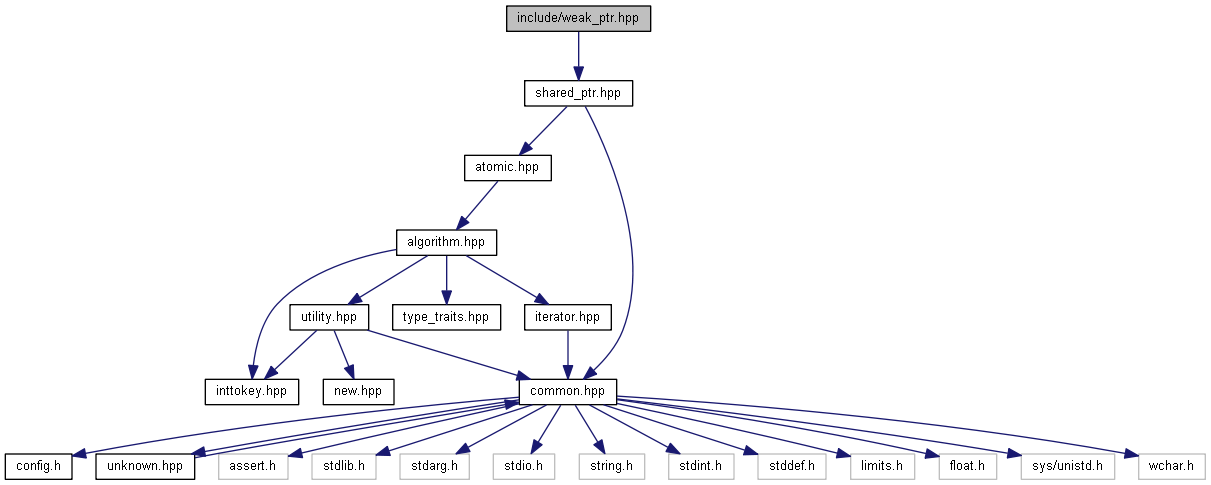 include/weak_ptr.hpp
shared_ptr.hpp
atomic.hpp
algorithm.hpp
utility.hpp
type_traits.hpp
iterator.hpp
inttokey.hpp
new.hpp
common.hpp
config.h
unknown.hpp
assert.h
stdlib.h
stdarg.h
stdio.h
string.h
stdint.h
stddef.h
limits.h
float.h
sys/unistd.h
wchar.h